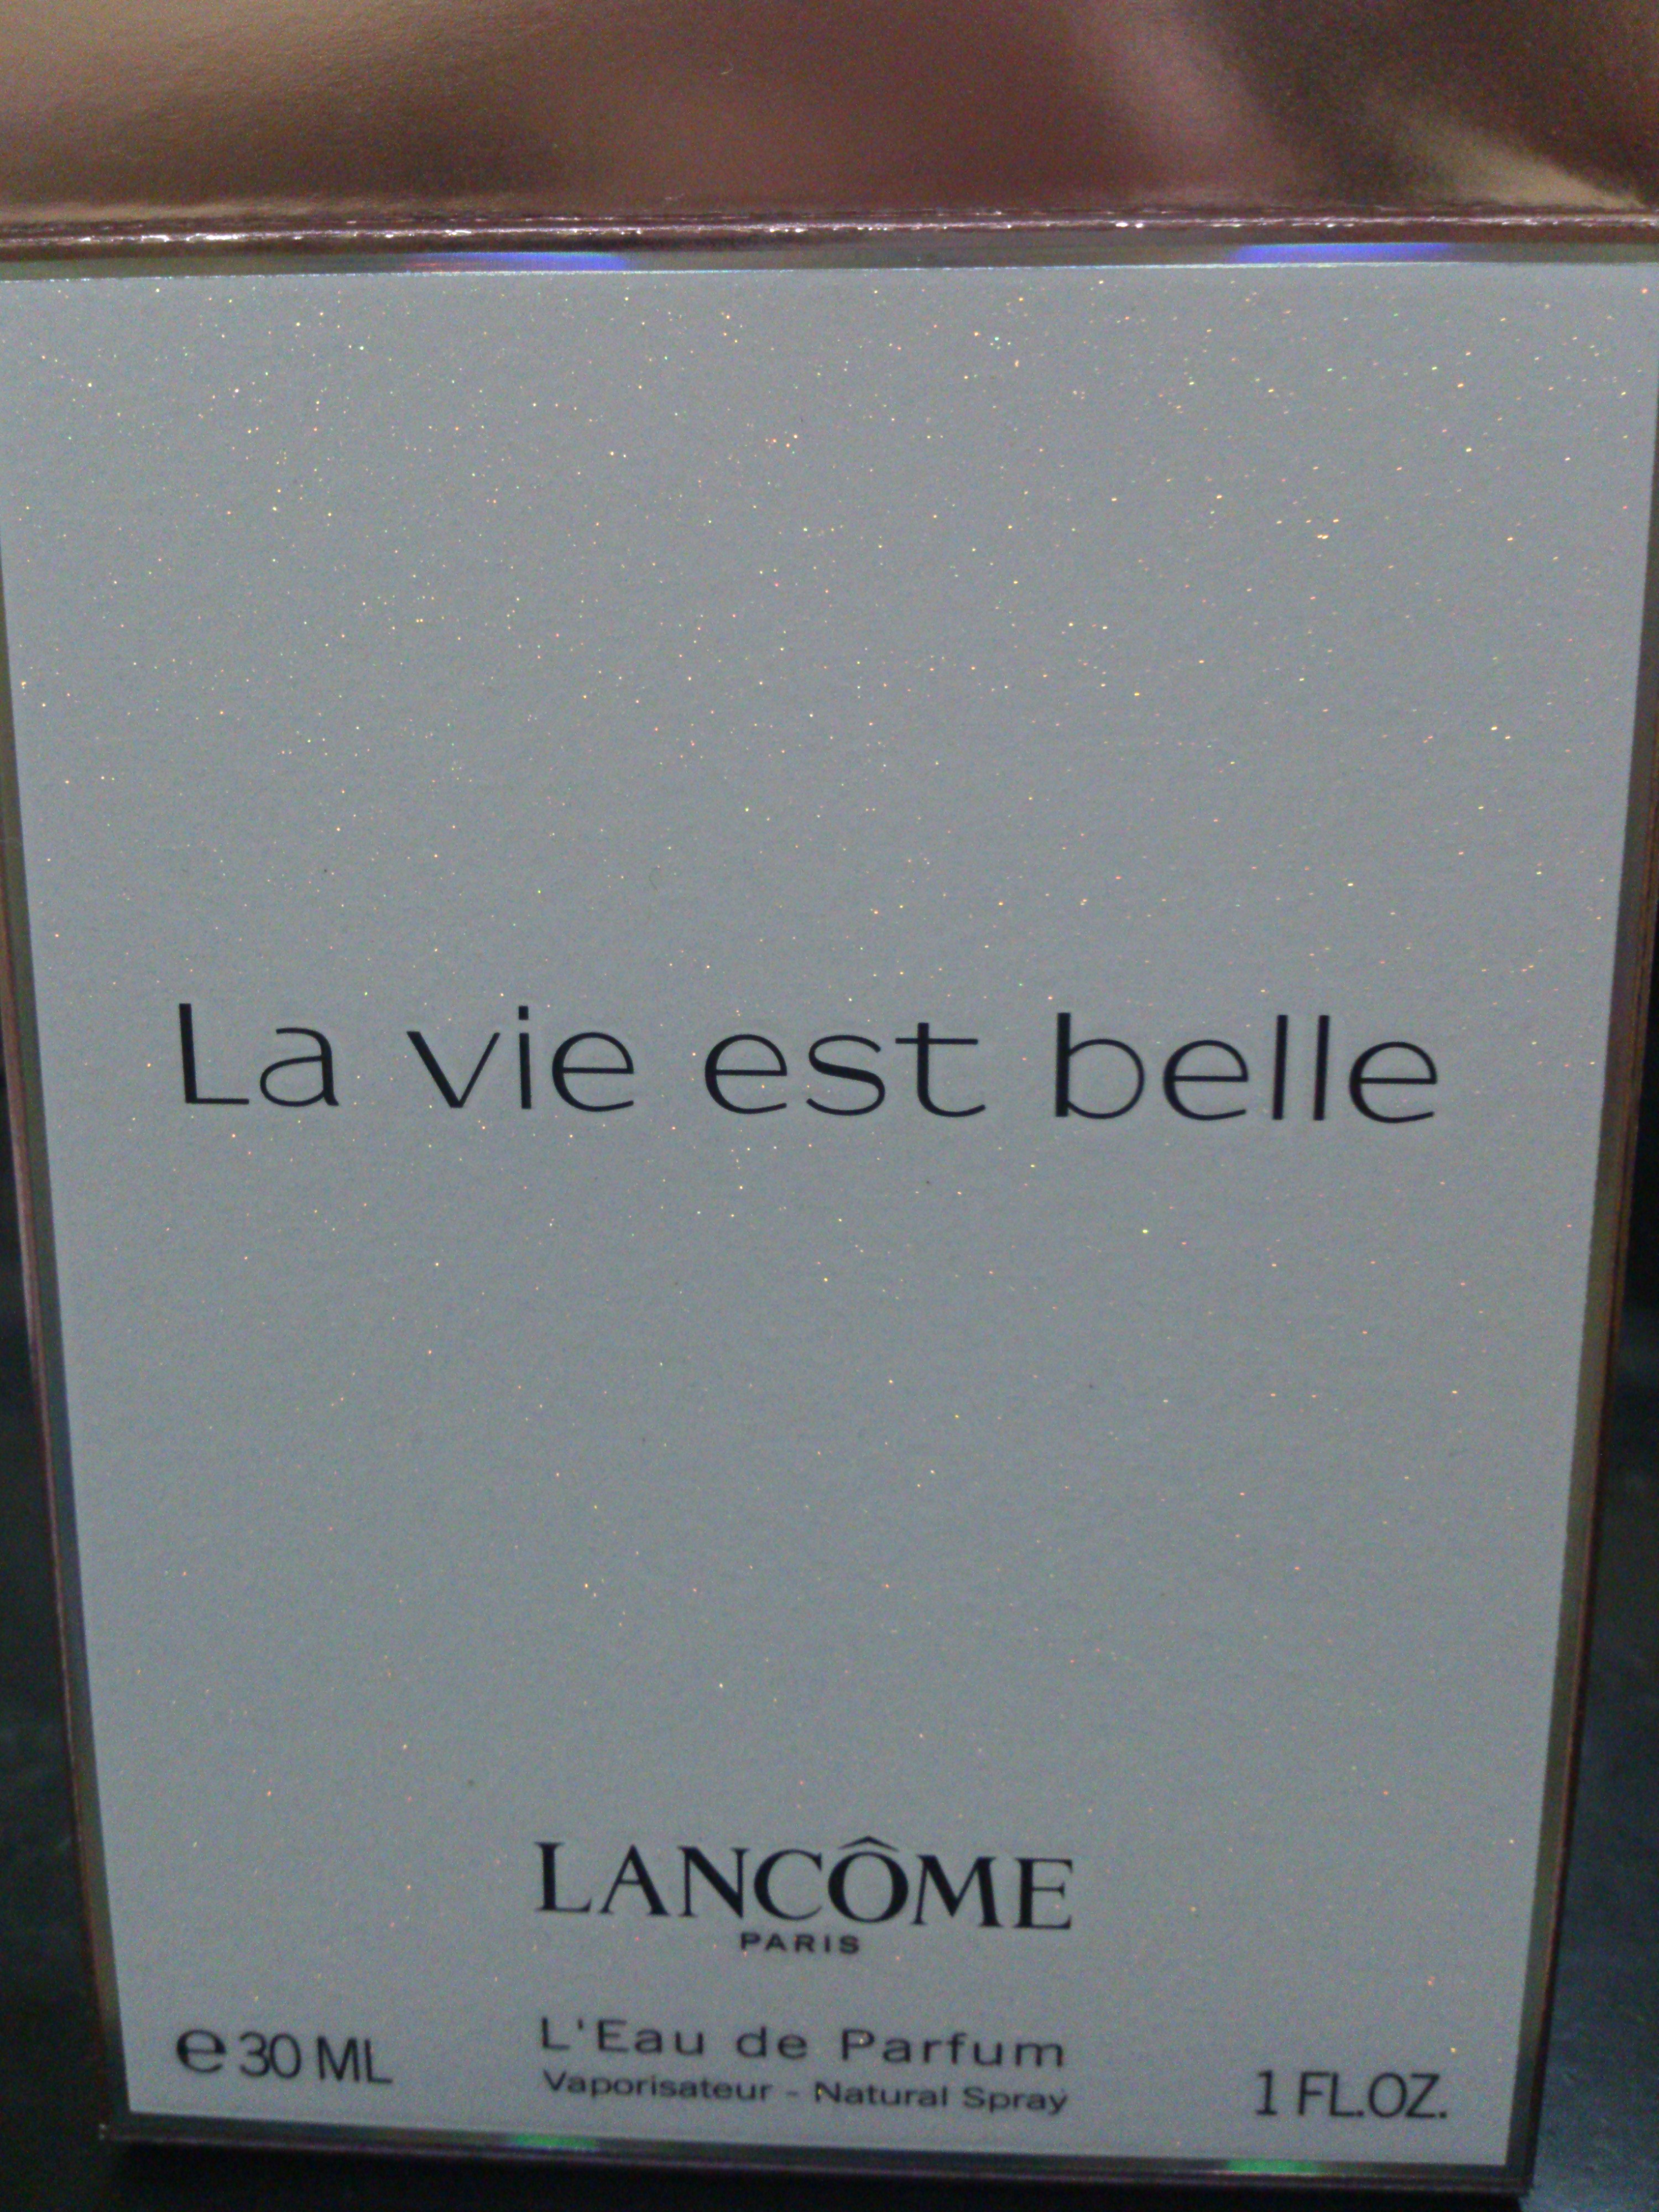 La vie est belle
LANCÔME
PARIS
L'Eau de Parfum
℮ 30 ML
Vaporisateur - Natural Spray
1 FL.OZ.